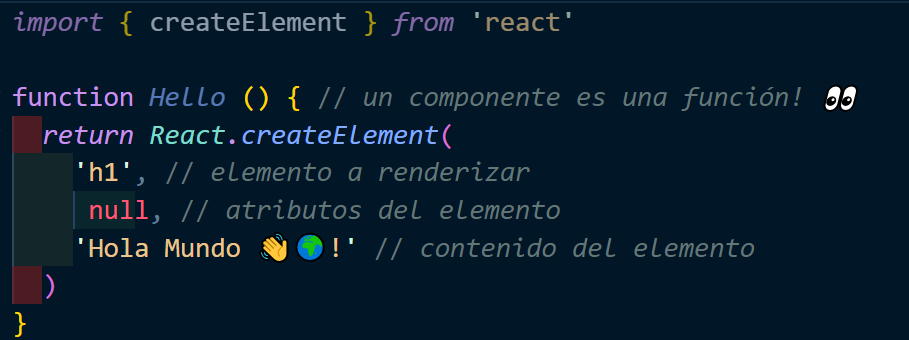 import { createElement } from 'react'
function Hello () { // un componente es una función! 👀
return React.createElement(
'h1', // elemento a renderizar
null, // atributos del elemento
'Hola Mundo 👋🌍!' // contenido del elemento
)
}